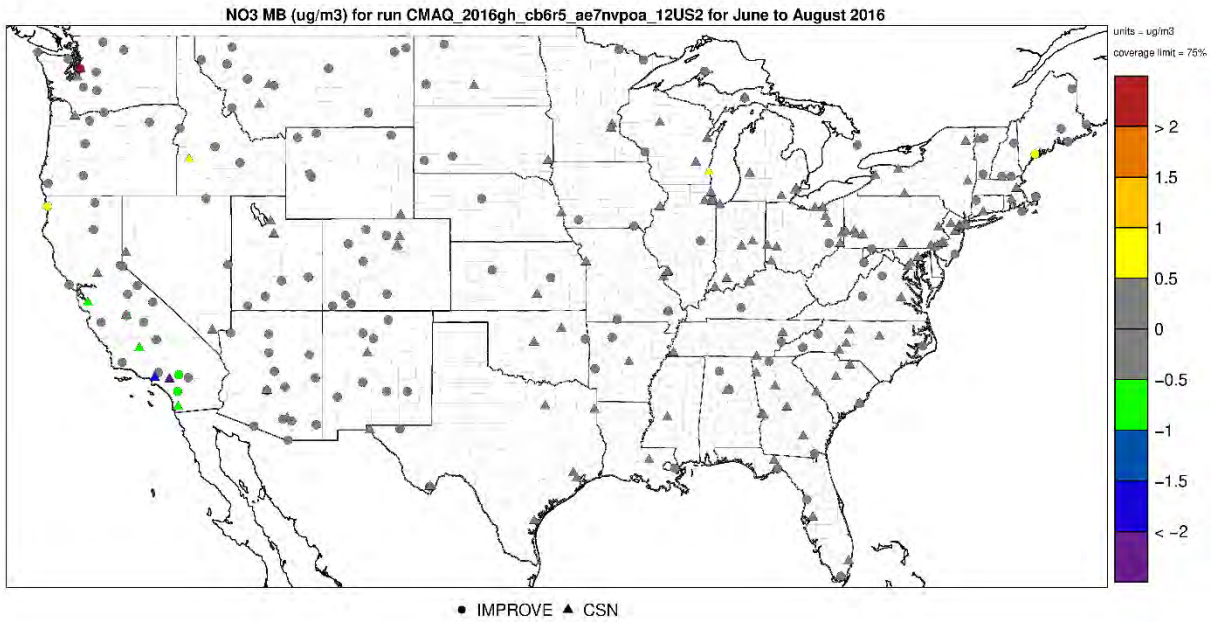 NO3 MB (ug/m3) for run CMAQ_2016gh_cb6r5_ae7nvpoa_12US2 for June to August 2016
units = ug/m3
coverage limit = 75%
> 2
1.5
1
0.5
0
−0.5
−1
−1.5
< −2
● IMPROVE ▲ CSN